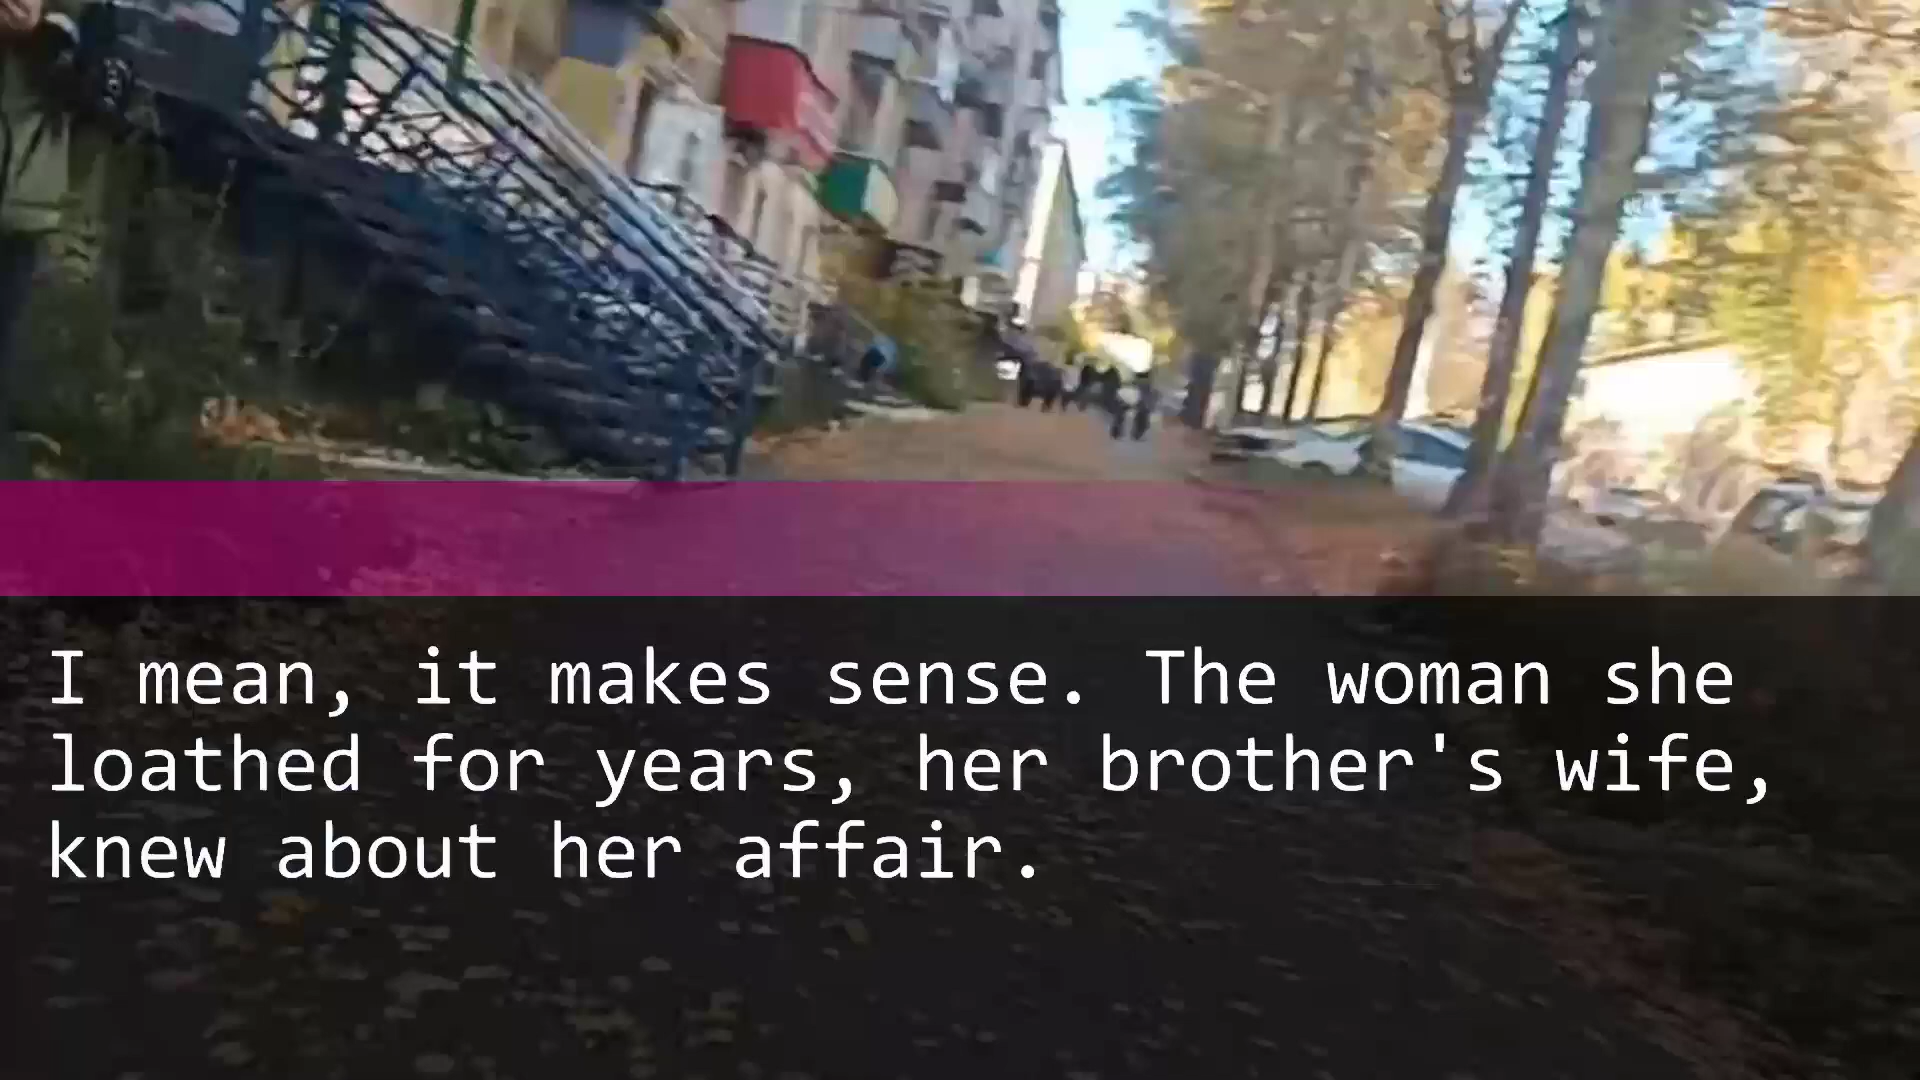 I mean, it makes sense. The woman she
loathed for years, her brother's wife,
knew about her affair.